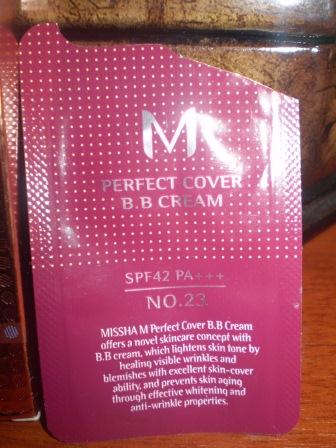 M
PERFECT COVER
B.B CREAM
SPF42 PA+++
NO.23
MISSHA M Perfect Cover B.B Cream
offers a novel skincare concept with
B.B cream, which lightens skin tone by
healing visible wrinkles and
blemishes with excellent skin-cover
ability, and prevents skin aging
through effective whitening and
anti-wrinkle properties.